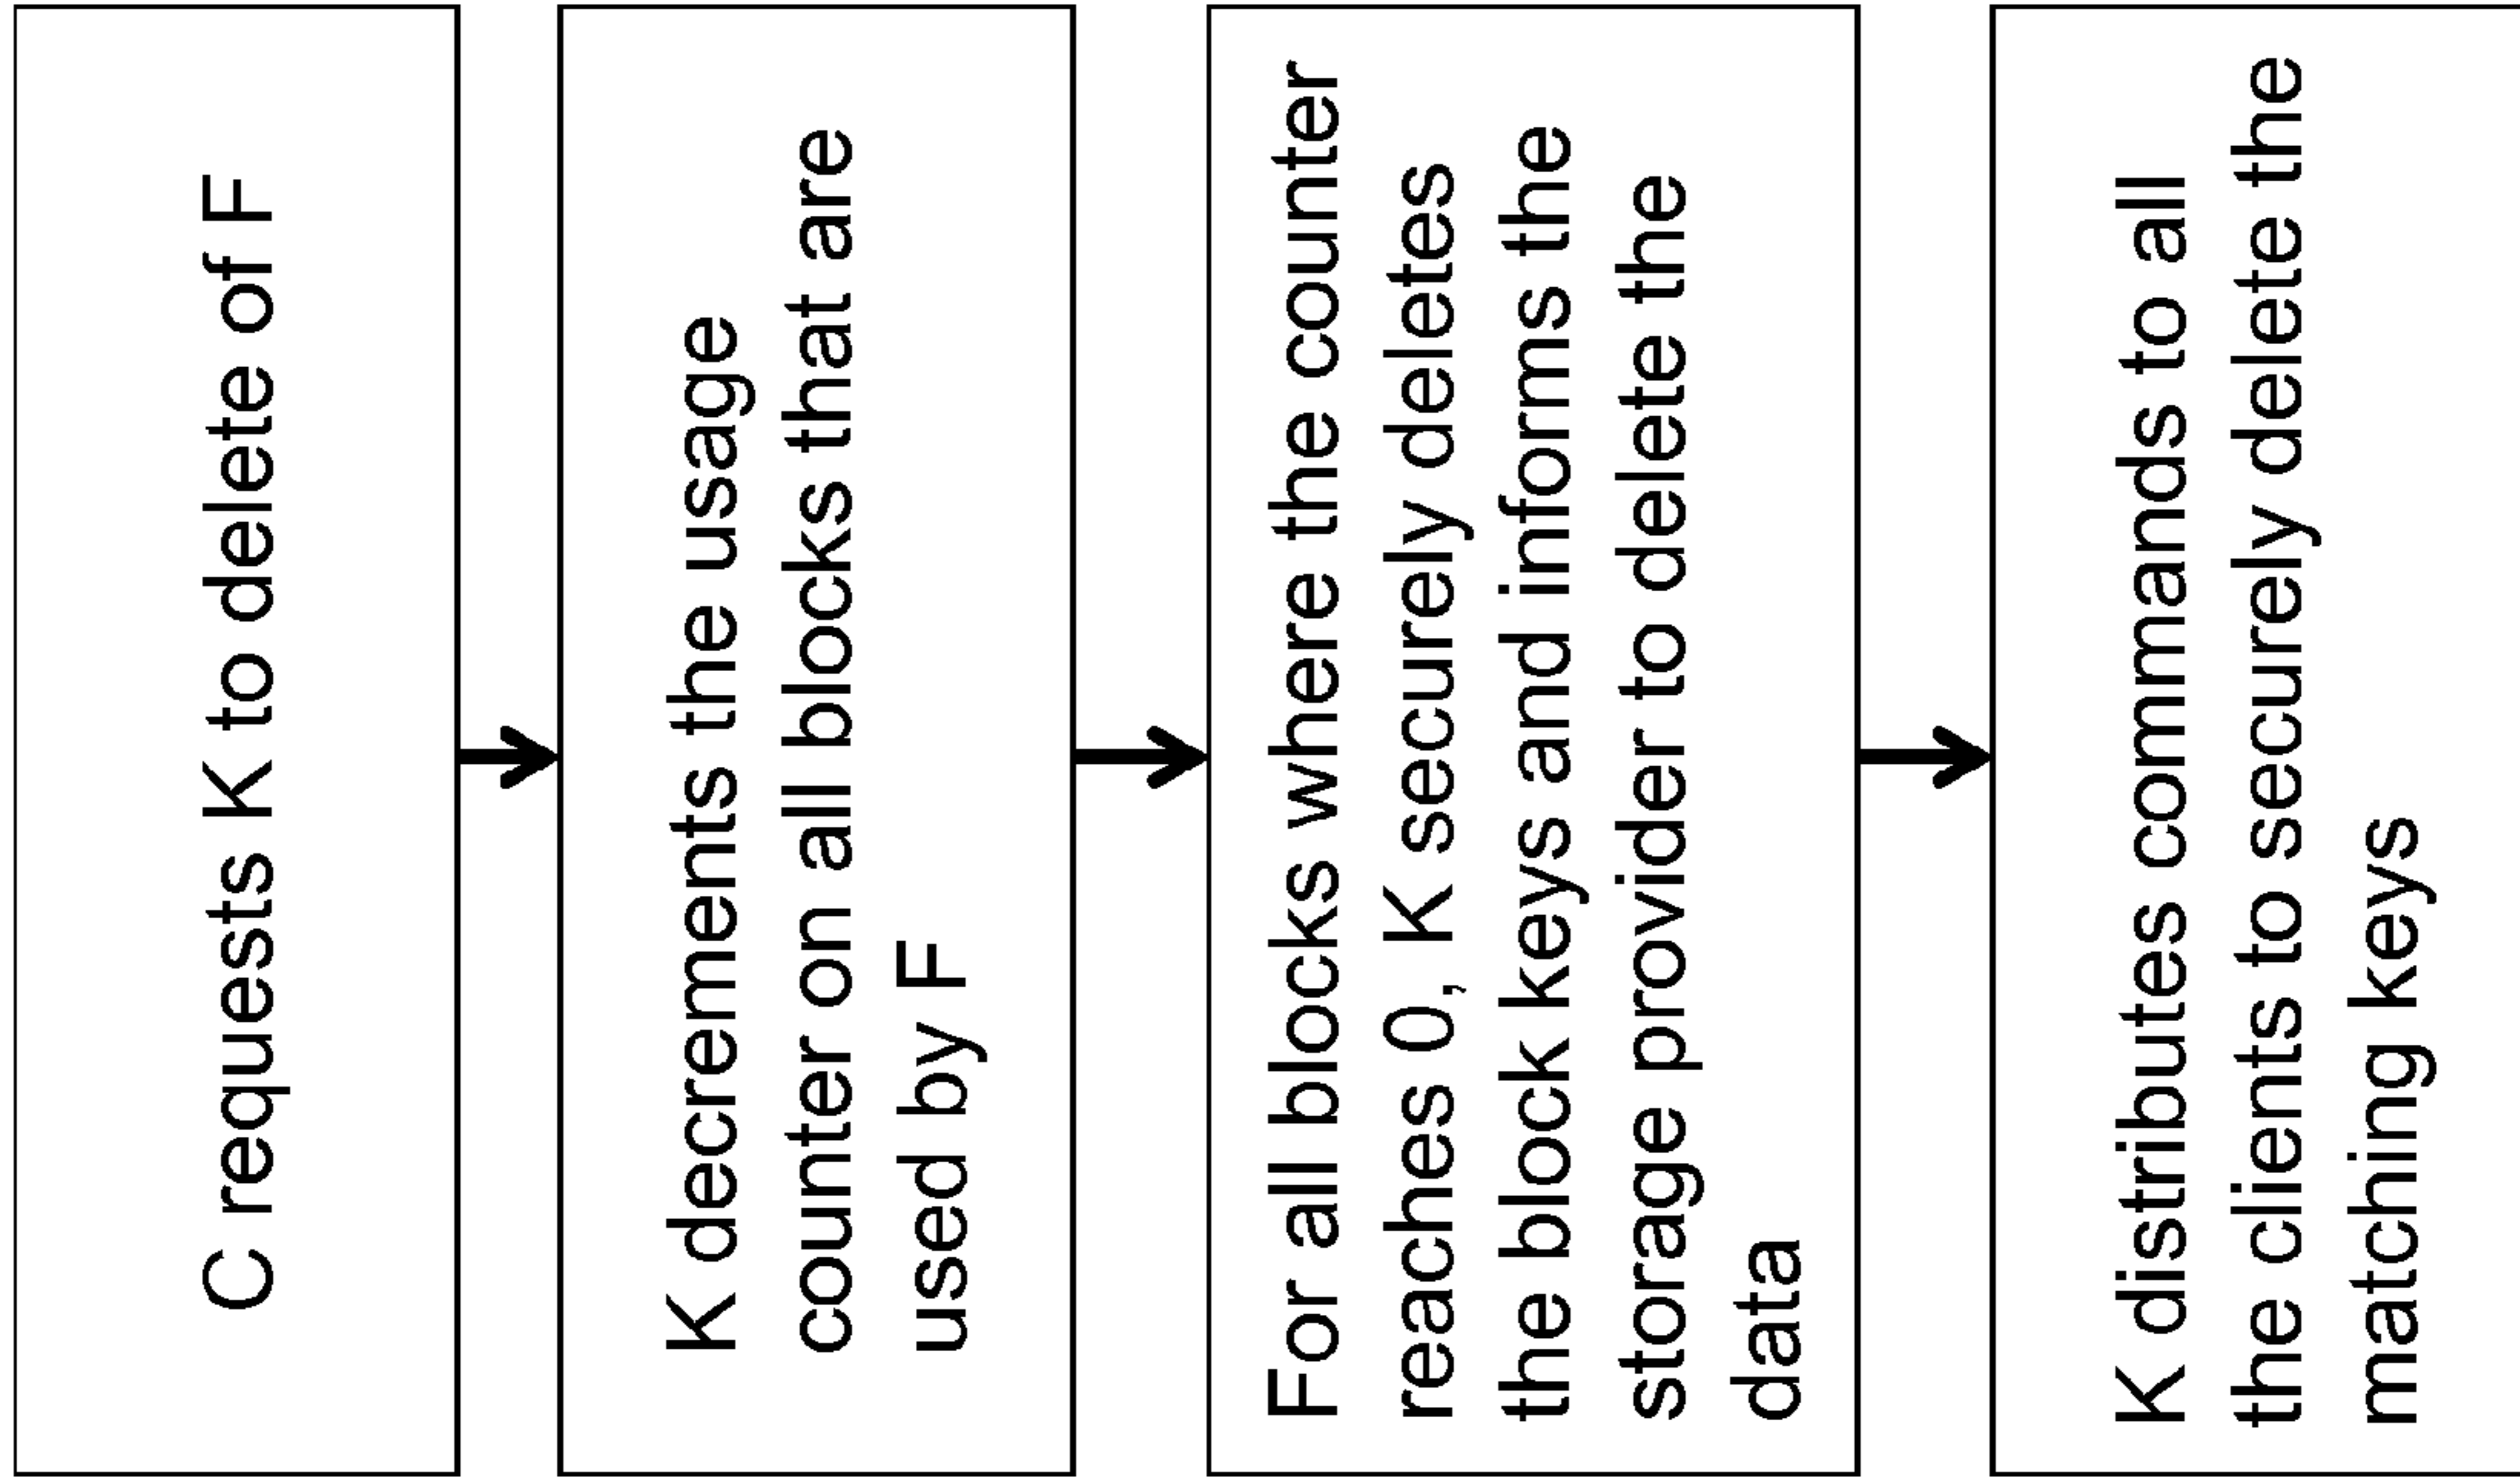 C requests K to delete of F
K decrements the usage
counter on all blocks that are
used by F
For all blocks where the counter
reaches 0, K securely deletes
the block keys and informs the
storage provider to delete the
data
K distributes commands to all
the clients to securely delete the
matching keys